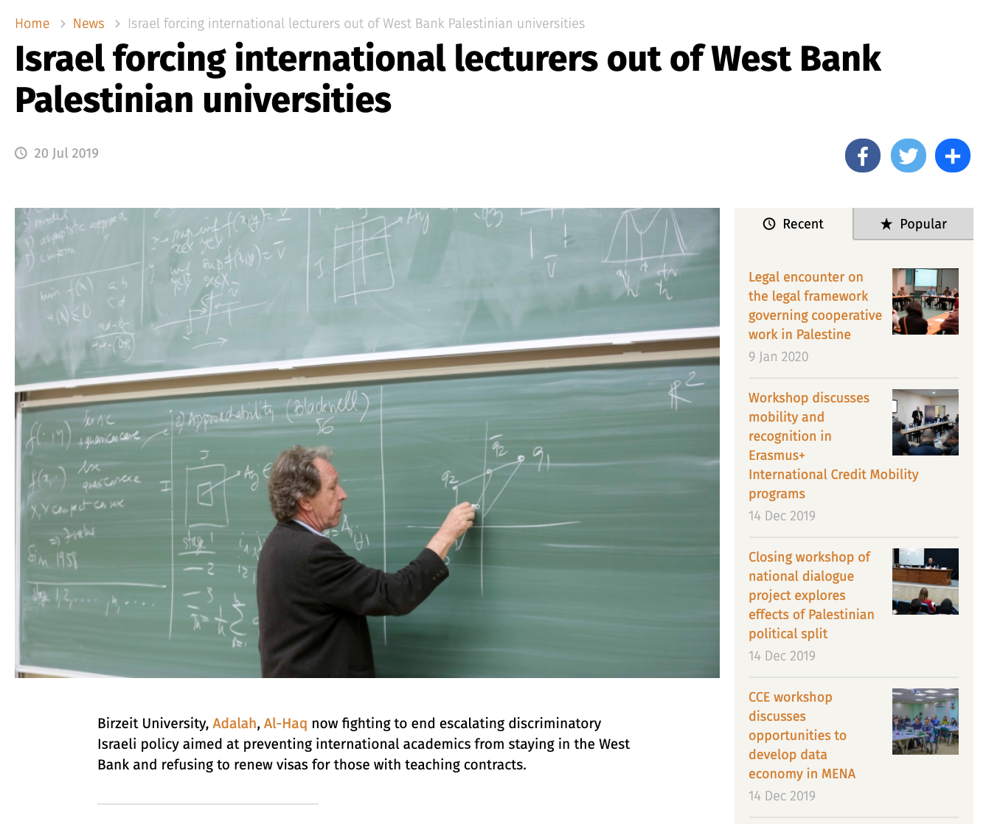 Home > News > Israel forcing international lecturers out of West Bank Palestinian universities
Israel forcing international lecturers out of West Bank
Palestinian universities
20 Jul 2019
2) Approachability (Blackwell)
56
ℝ²
f(x,y)
I
J
q2
q1
stage 1
1958
Birzeit University, Adalah, Al-Haq now fighting to end escalating discriminatory
Israeli policy aimed at preventing international academics from staying in the West
Bank and refusing to renew visas for those with teaching contracts.
Recent
Popular
Legal encounter on
the legal framework
governing cooperative
work in Palestine
9 Jan 2020
Workshop discusses
mobility and
recognition in
Erasmus+
International Credit Mobility
programs
14 Dec 2019
Closing workshop of
national dialogue
project explores
effects of Palestinian
political split
14 Dec 2019
CCE workshop
discusses
opportunities to
develop data
economy in MENA
14 Dec 2019